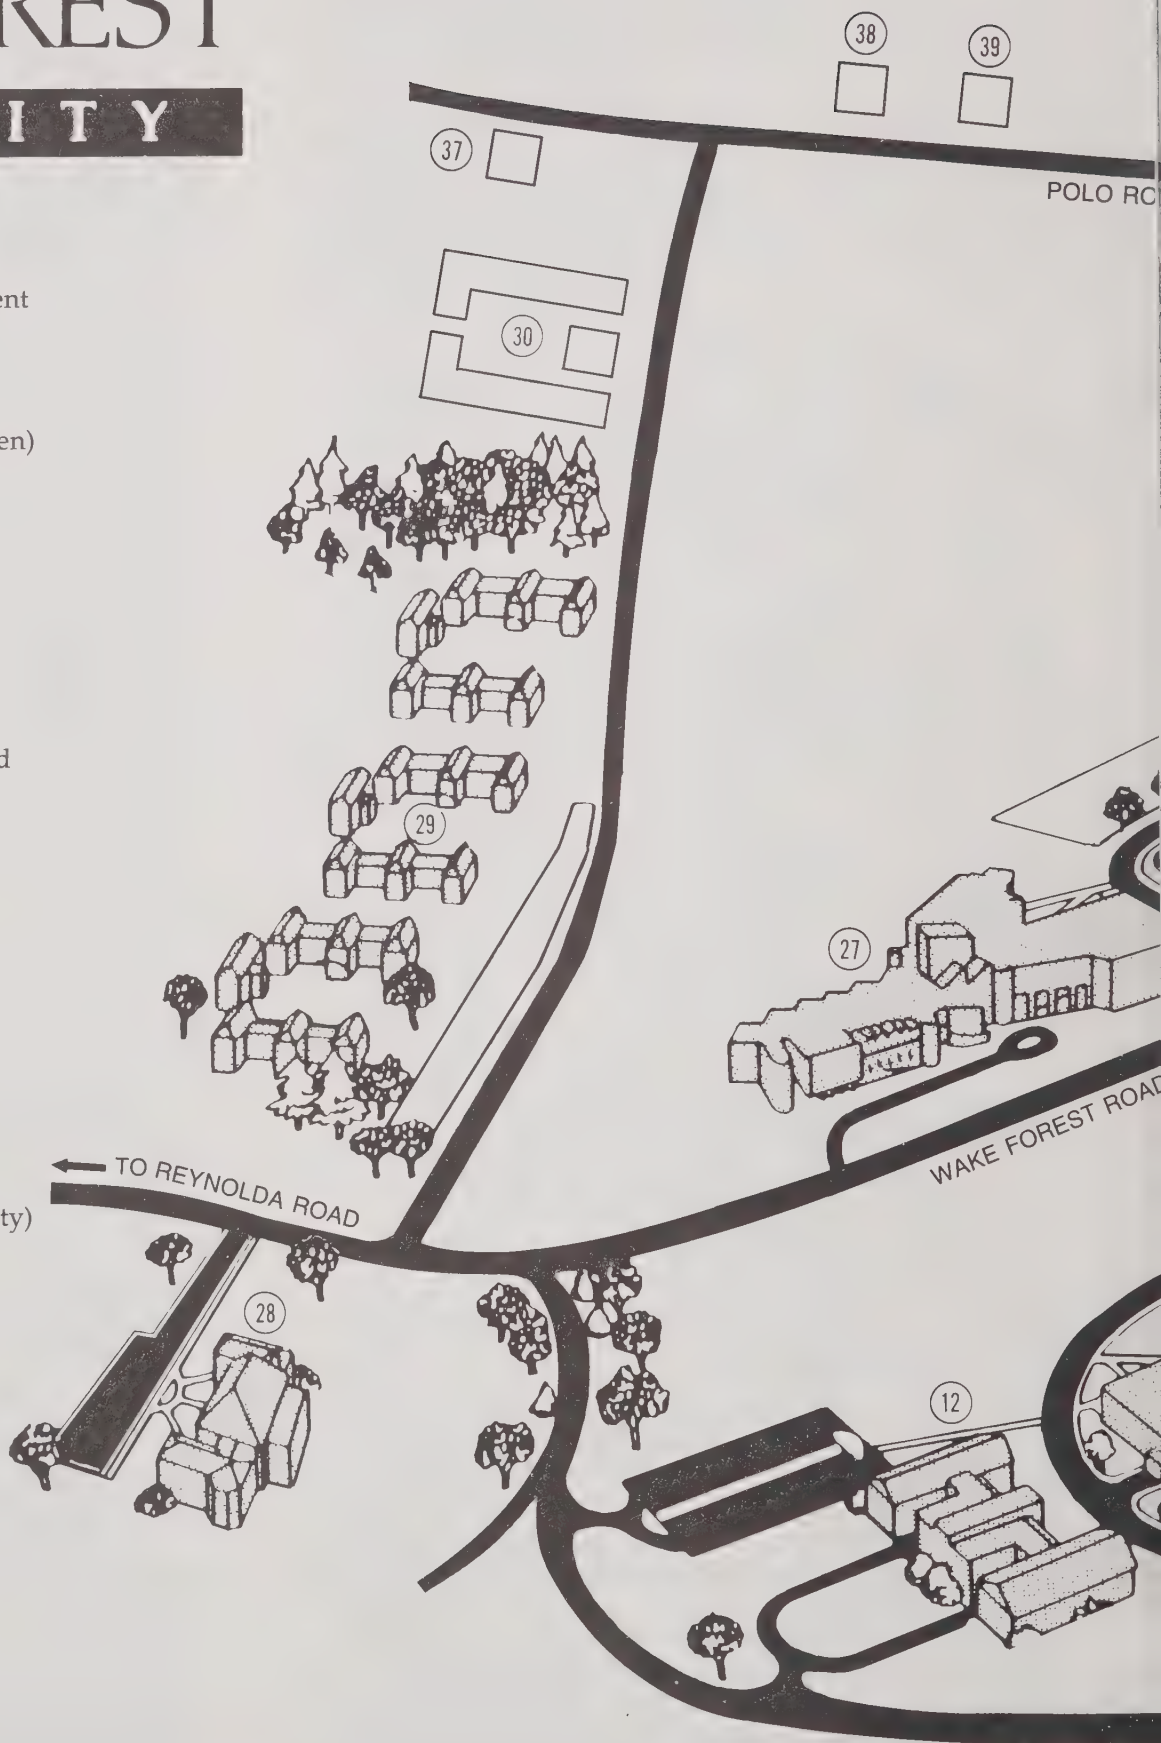 REST
ITY
38
39
37
POLO RO
ent
30
en)
d
29
27
WAKE FOREST ROAD
TO REYNOLDA ROAD
ty)
28
12